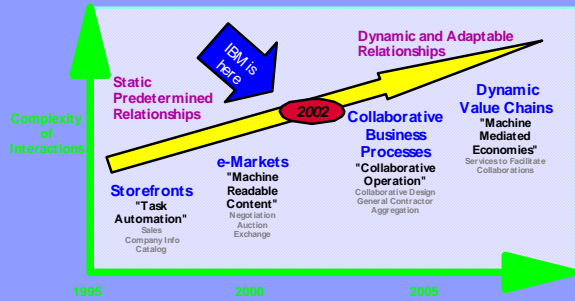 IBM is
here
Dynamic and Adaptable
Relationships
Static
Predetermined
Relationships
2002
Complexity
of
Interactions
Storefronts
"Task
Automation"
Sales
Company Info
Catalog
e-Markets
"Machine
Readable
Content"
Negotiation
Auction
Exchange
Collaborative
Business
Processes
"Collaborative
Operation"
Collaborative Design
General Contractor
Aggregation
Dynamic
Value Chains
"Machine
Mediated
Economies"
Services to Facilitate
Collaborations
1995
2000
2005